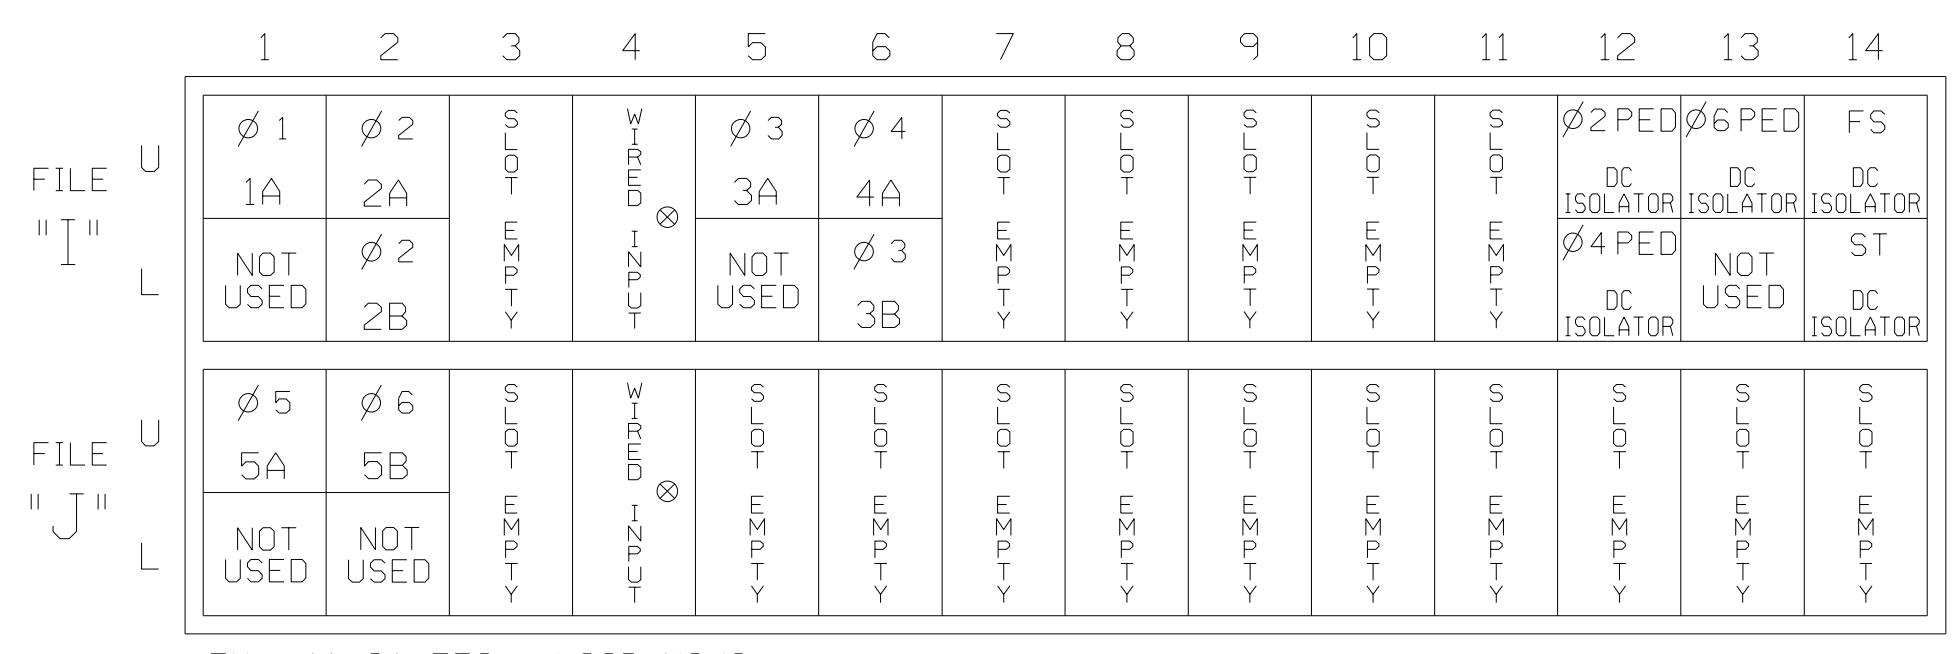 1 2 3 4 5 6 7 8 9 10 11 12 13 14
FILE "I"
U
L
Ø 1
1A
NOT USED
Ø 2
2A
Ø 2
2B
SLOT EMPTY
WIRED INPUT
Ø 3
3A
NOT USED
Ø 4
4A
Ø 3
3B
SLOT EMPTY
SLOT EMPTY
SLOT EMPTY
SLOT EMPTY
SLOT EMPTY
Ø2 PED
DC
ISOLATOR
Ø4 PED
DC
ISOLATOR
Ø6 PED
DC
ISOLATOR
NOT USED
FS
DC
ISOLATOR
ST
DC
ISOLATOR
FILE "J"
U
L
Ø 5
5A
NOT USED
Ø 6
5B
NOT USED
SLOT EMPTY
WIRED INPUT
SLOT EMPTY
SLOT EMPTY
SLOT EMPTY
SLOT EMPTY
SLOT EMPTY
SLOT EMPTY
SLOT EMPTY
SLOT EMPTY
SLOT EMPTY
SLOT EMPTY